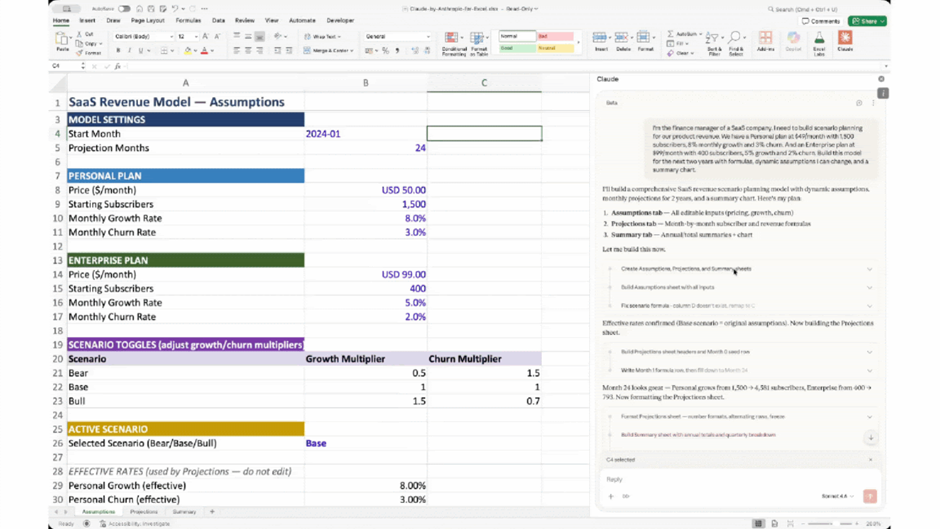 AutoSave
Claude-by-Anthropic-for-Excel.xlsx - Read-Only
Search (Cmd + Ctrl + U)
Home Insert Draw Page Layout Formulas Data Review View Automate Developer
Comments Share
Paste
Cut
Copy
Format
Calibri (Body) 12
Wrap Text
Merge & Center
General
Conditional Formatting
Format as Table
Normal Bad
Good Neutral
Insert Delete Format
AutoSum
Fill
Clear
Sort & Filter
Find & Select
Add-ins
Copilot
Excel Labs
Claude
C4
fx
A B C
1 SaaS Revenue Model — Assumptions
3 MODEL SETTINGS
4 Start Month 2024-01
5 Projection Months 24
6
7 PERSONAL PLAN
8 Price ($/month) USD 50.00
9 Starting Subscribers 1,500
10 Monthly Growth Rate 8.0%
11 Monthly Churn Rate 3.0%
12
13 ENTERPRISE PLAN
14 Price ($/month) USD 99.00
15 Starting Subscribers 400
16 Monthly Growth Rate 5.0%
17 Monthly Churn Rate 2.0%
18
19 SCENARIO TOGGLES (adjust growth/churn multipliers)
20 Scenario Growth Multiplier Churn Multiplier
21 Bear 0.5 1.5
22 Base 1 1
23 Bull 1.5 0.7
24
25 ACTIVE SCENARIO
26 Selected Scenario (Bear/Base/Bull) Base
27
28 EFFECTIVE RATES (used by Projections — do not edit)
29 Personal Growth (effective) 8.00%
30 Personal Churn (effective) 3.00%
Assumptions Projections Summary +
Ready Accessibility: Investigate
Claude
Beta
I'm the finance manager of a SaaS company. I need to build scenario planning
for our product revenue. We have a Personal plan at $49/month with 1,500
subscribers, 8% monthly growth and 3% churn. And an Enterprise plan at
$99/month with 400 subscribers, 5% growth and 2% churn. Build this model
for the next two years with formulas, dynamic assumptions I can change, and a
summary chart.
I'll build a comprehensive SaaS revenue scenario planning model with dynamic assumptions,
monthly projections for 2 years, and a summary chart. Here's my plan:
1. Assumptions tab — All editable inputs (pricing, growth, churn)
2. Projections tab — Month-by-month subscriber and revenue formulas
3. Summary tab — Annual/total summaries + chart
Let me build this now.
Create Assumptions, Projections, and Summary sheets
Build Assumptions sheet with all inputs
Fix scenario formula - column D doesn't exist, remap to C
Effective rates confirmed (Base scenario = original assumptions). Now building the Projections
sheet.
Build Projections sheet headers and Month 0 seed row
Write Month 1 formula row, then fill down to Month 24
Month 24 looks great — Personal grows from 1,500 → 4,581 subscribers, Enterprise from 400 →
793. Now formatting the Projections sheet.
Format Projections sheet — number formats, alternating rows, freeze
Build Summary sheet with annual totals and quarterly breakdown
C4 selected
Reply